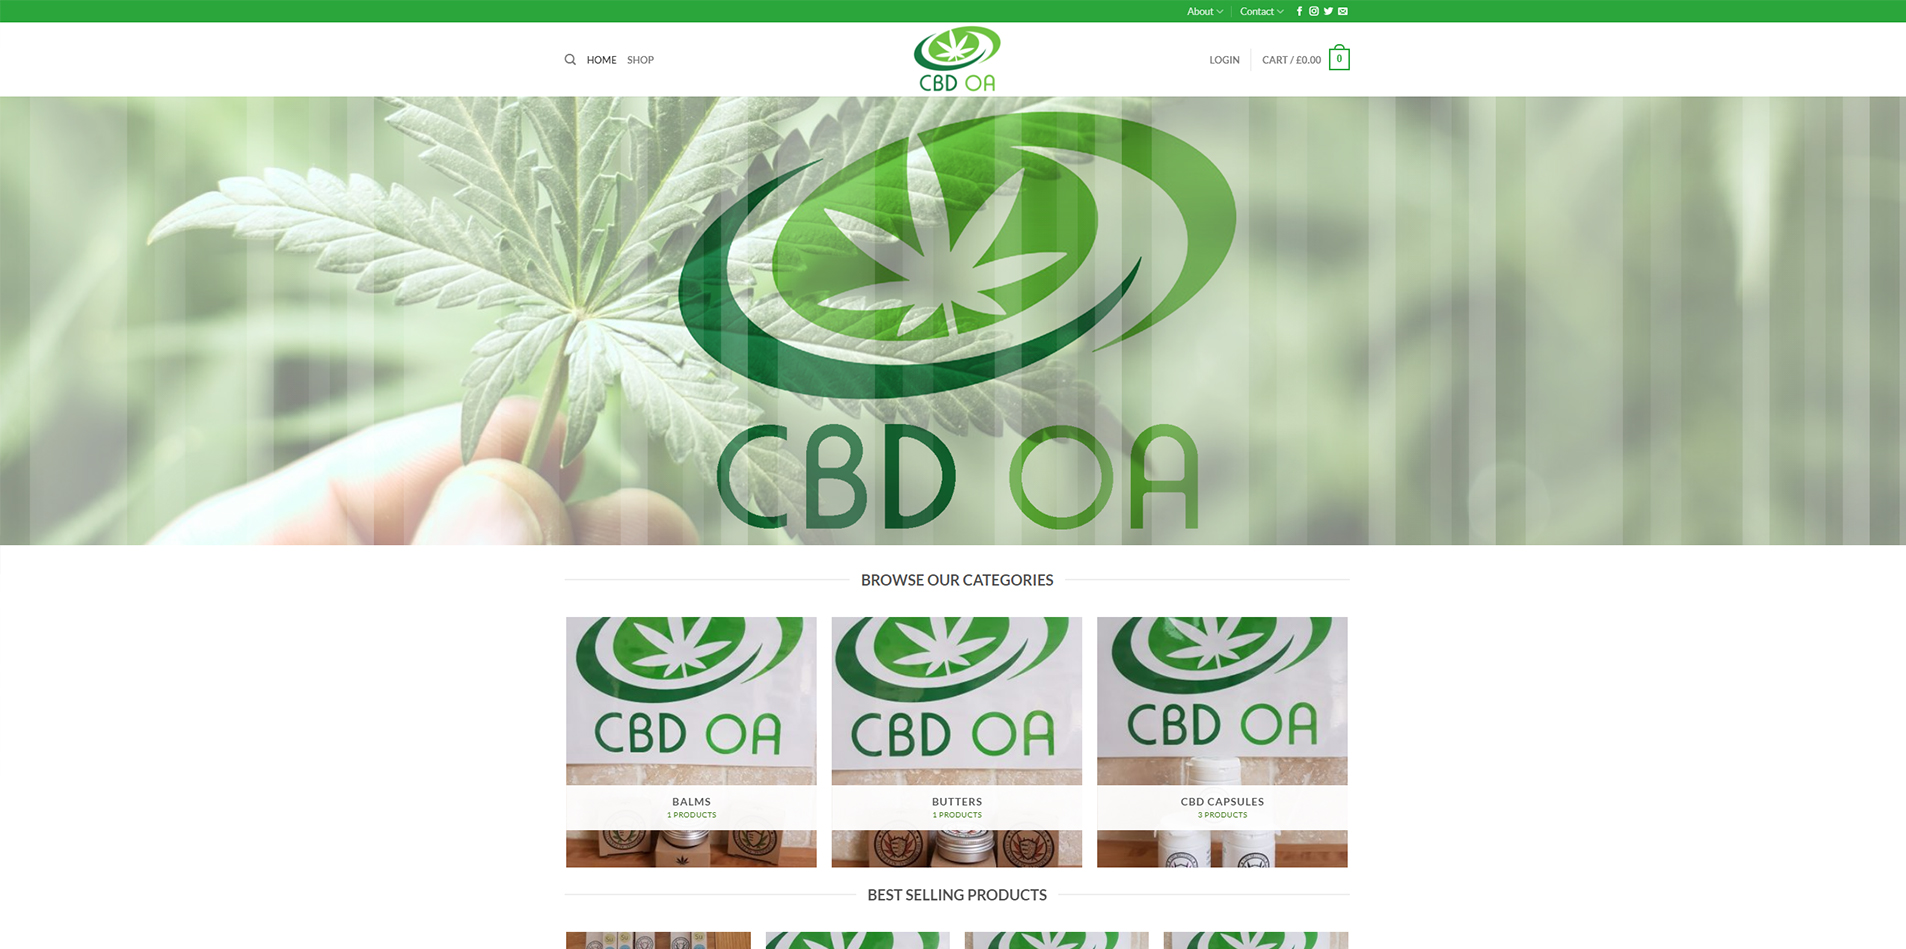 About
Contact
HOME
SHOP
CBD OA
LOGIN
CART / £0.00
0
CBD OA
BROWSE OUR CATEGORIES
CBD OA
CBD OA
CBD OA
BALMS
1 PRODUCTS
BUTTERS
1 PRODUCTS
CBD CAPSULES
3 PRODUCTS
BEST SELLING PRODUCTS